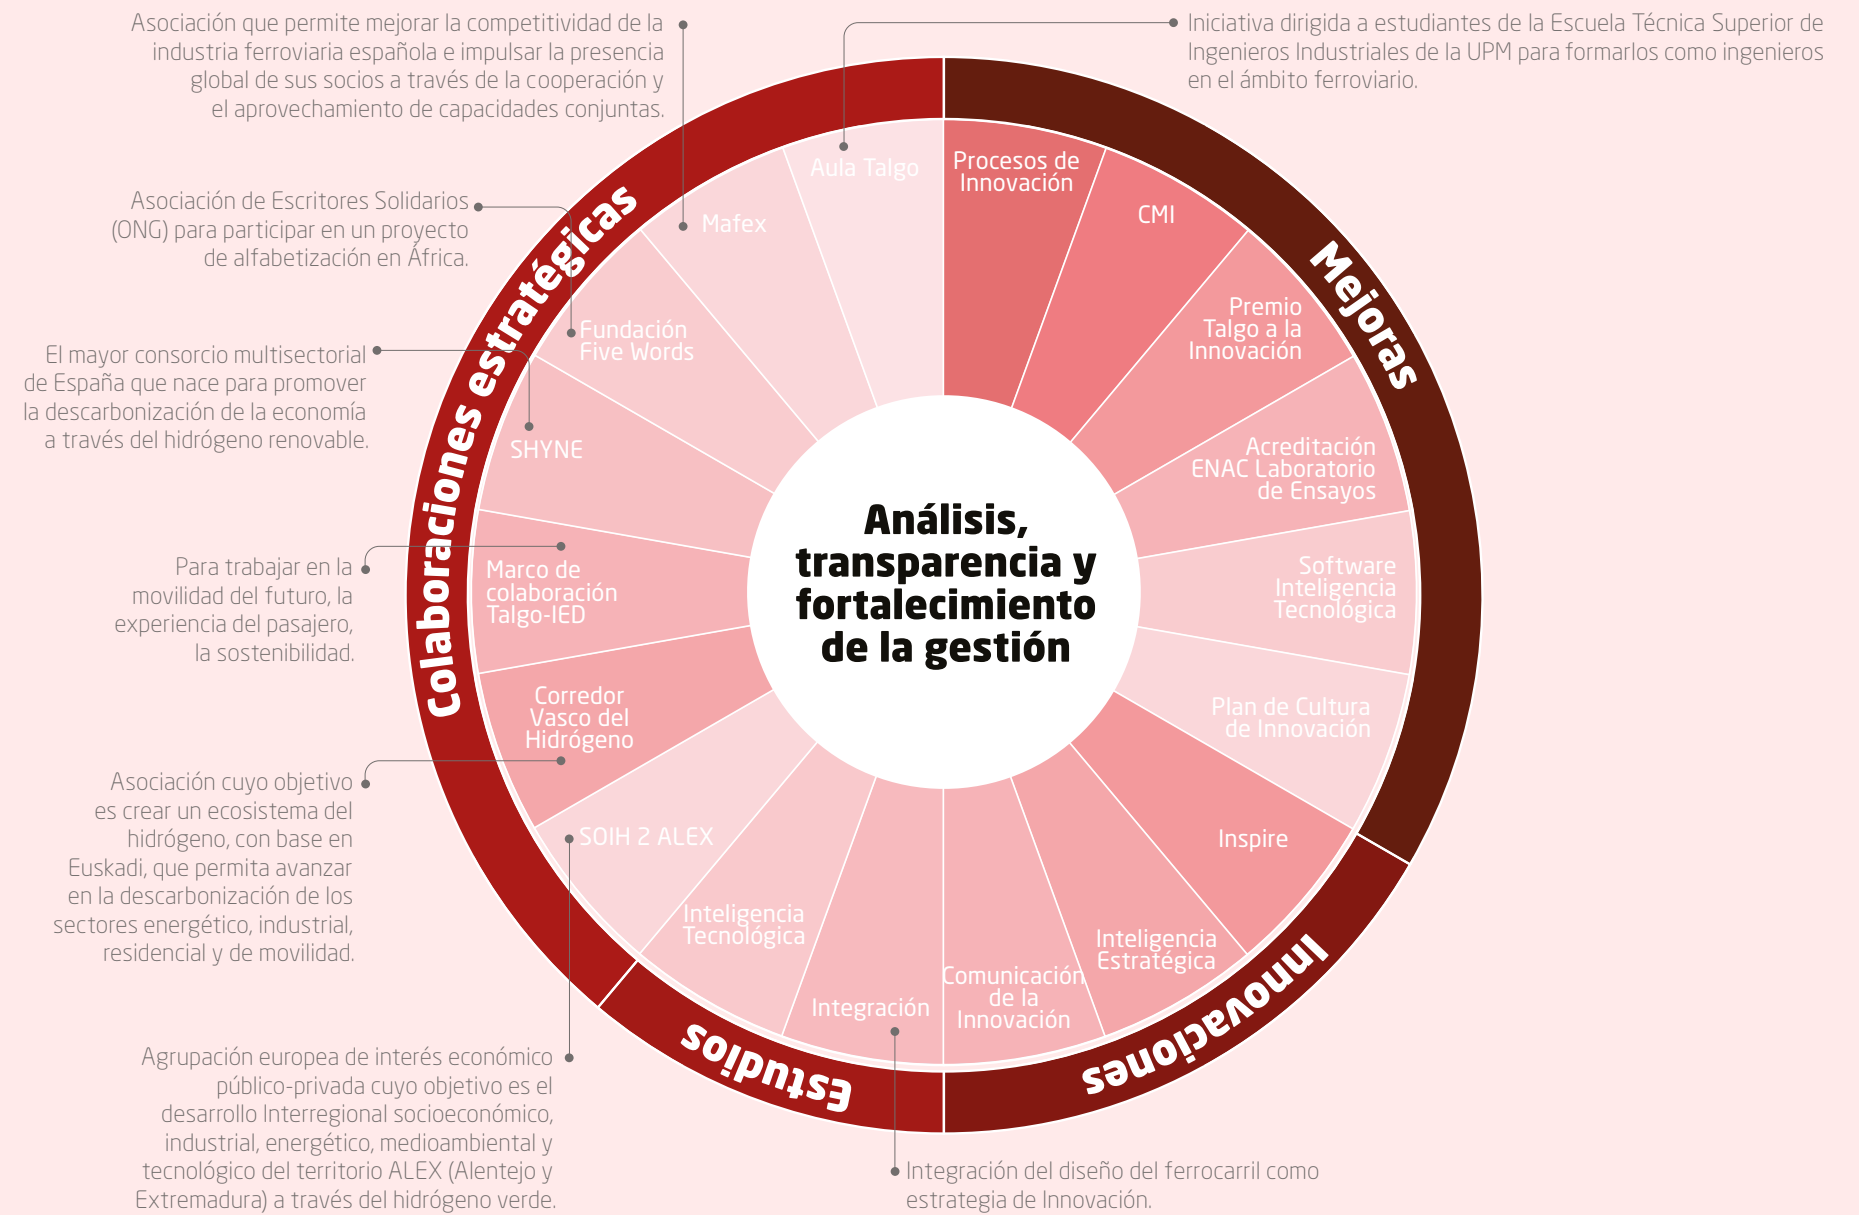 Asociación que permite mejorar la competitividad de la
industria ferroviaria española e impulsar la presencia
global de sus socios a través de la cooperación y
el aprovechamiento de capacidades conjuntas.
Iniciativa dirigida a estudiantes de la Escuela Técnica Superior de
Ingenieros Industriales de la UPM para formarlos como ingenieros
en el ámbito ferroviario.
Asociación de Escritores Solidarios
(ONG) para participar en un proyecto
de alfabetización en África.
El mayor consorcio multisectorial
de España que nace para promover
la descarbonización de la economía
a través del hidrógeno renovable.
Para trabajar en la
movilidad del futuro, la
experiencia del pasajero,
la sostenibilidad.
Asociación cuyo objetivo
es crear un ecosistema del
hidrógeno, con base en
Euskadi, que permita avanzar
en la descarbonización de los
sectores energético, industrial,
residencial y de movilidad.
Agrupación europea de interés económico
público-privada cuyo objetivo es el
desarrollo Interregional socioeconómico,
industrial, energético, medioambiental y
tecnológico del territorio ALEX (Alentejo y
Extremadura) a través del hidrógeno verde.
Integración del diseño del ferrocarril como
estrategia de Innovación.
Análisis,
transparencia y
fortalecimiento
de la gestión
Mejoras
Procesos de
Innovación
CMI
Premio
Talgo a la
Innovación
Acreditación
ENAC Laboratorio
de Ensayos
Software
Inteligencia
Tecnológica
Plan de Cultura
de Innovación
Innovaciones
Inspire
Inteligencia
Estratégica
Comunicación
de la
Innovación
Estudios
Integración
Inteligencia
Tecnológica
Colaboraciones estratégicas
SOIH 2 ALEX
Corredor
Vasco del
Hidrógeno
Marco de
colaboración
Talgo-IED
SHYNE
Fundación
Five Words
Mafex
Aula Talgo